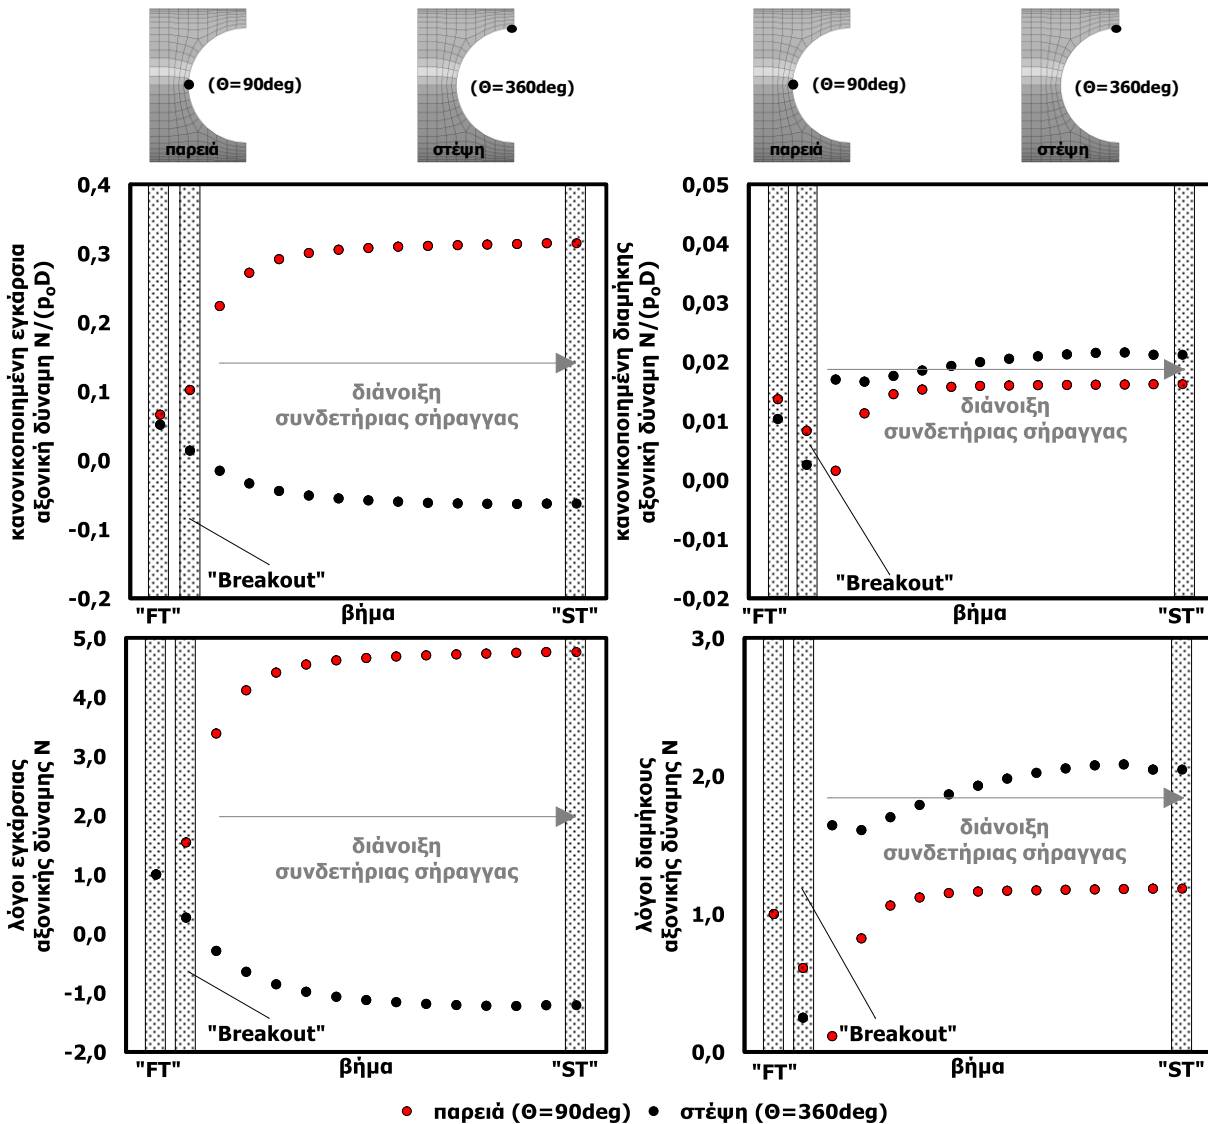 (Θ=90deg)
παρειά
(Θ=360deg)
στέψη
(Θ=90deg)
παρειά
(Θ=360deg)
στέψη
κανονικοποιημένη εγκάρσια
αξονική δύναμη N/(pₒD)
0,4
0,3
0,2
0,1
0,0
-0,1
-0,2
διάνοιξη
συνδετήριας σήραγγας
"Breakout"
"FT"
βήμα
"ST"
κανονικοποιημένη διαμήκης
αξονική δύναμη N/(pₒD)
0,05
0,04
0,03
0,02
0,01
0,00
-0,01
-0,02
διάνοιξη
συνδετήριας σήραγγας
"Breakout"
"FT"
βήμα
"ST"
λόγοι εγκάρσιας
αξονικής δύναμης N
5,0
4,0
3,0
2,0
1,0
0,0
-1,0
-2,0
διάνοιξη
συνδετήριας σήραγγας
"Breakout"
"FT"
βήμα
"ST"
λόγοι διαμήκους
αξονικής δύναμης N
3,0
2,0
1,0
0,0
διάνοιξη
συνδετήριας σήραγγας
"Breakout"
"FT"
βήμα
"ST"
παρειά (Θ=90deg)
στέψη (Θ=360deg)